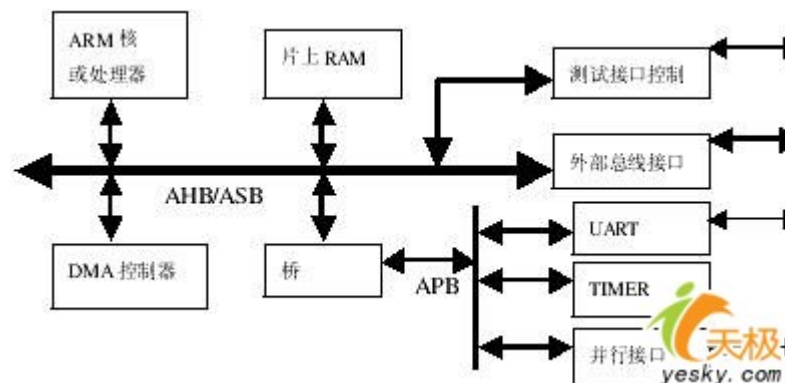 ARM 核
或处理器
片上 RAM
测试接口控制
外部总线接口
AHB/ASB
DMA 控制器
桥
APB
UART
TIMER
并行接口
天极
yesky.com